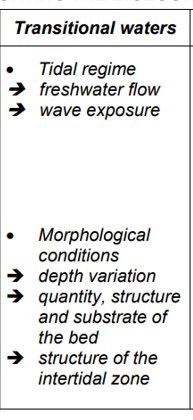 Transitional waters
• Tidal regime
➔ freshwater flow
➔ wave exposure
• Morphological
conditions
➔ depth variation
➔ quantity, structure
and substrate of
the bed
➔ structure of the
intertidal zone